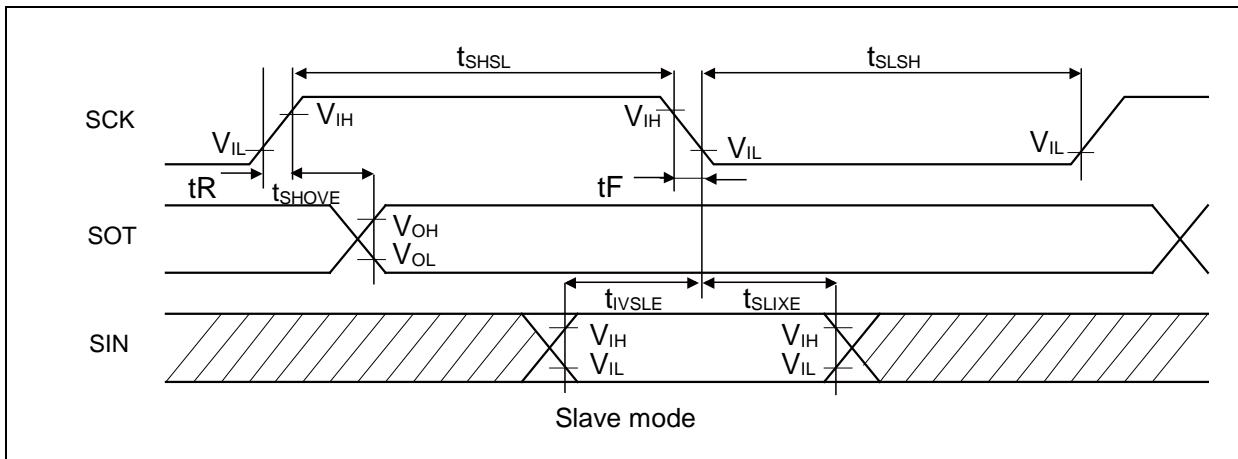 tSHSL
tSLSH
SCK
VIH
VIH
VIL
VIL
VIL
tR
tSHOVE
tF
SOT
VOH
VOL
tIVSLE
tSLIXE
SIN
VIH
VIH
VIL
VIL
Slave mode